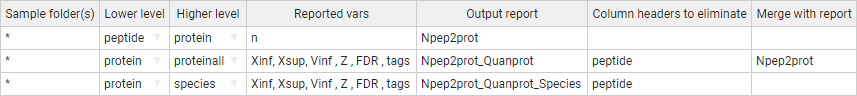 Sample folder(s) Lower level Higher level Reported vars Output report Column headers to eliminate Merge with report
* peptide protein n Npep2prot
* protein proteinall Xinf, Xsup, Vinf , Z , FDR , tags Npep2prot_Quanprot peptide Npep2prot
* protein species Xinf, Xsup, Vinf , Z , FDR , tags Npep2prot_Quanprot_Species peptide